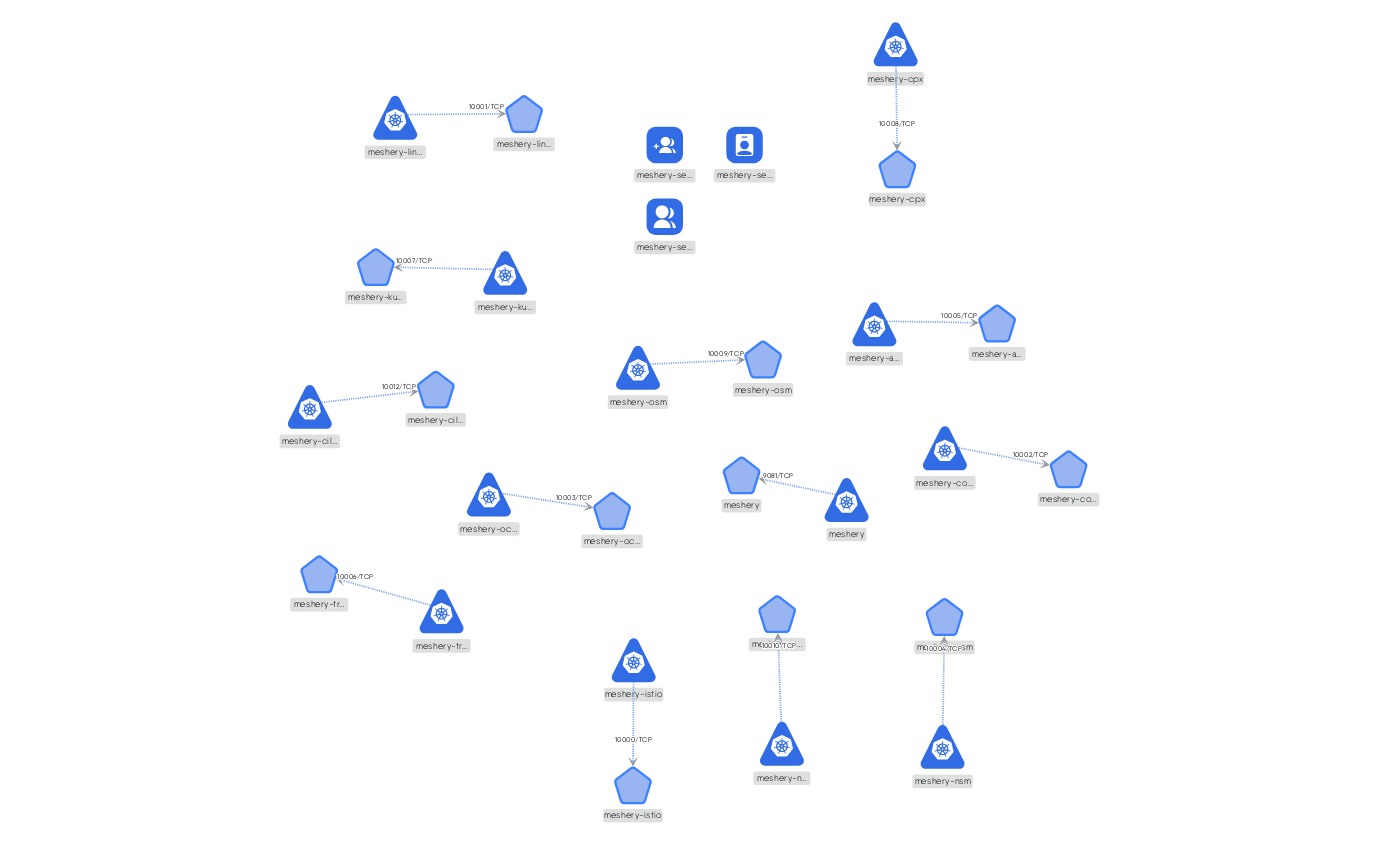 meshery-cpx
10008/TCP
meshery-cpx
10001/TCP
meshery-lin...
meshery-lin...
meshery-se...
meshery-se...
meshery-se...
10007/TCP
meshery-ku...
meshery-ku...
10005/TCP
meshery-a...
meshery-a...
10009/TCP
meshery-osm
meshery-osm
10012/TCP
meshery-cil...
meshery-cil...
10002/TCP
meshery-co...
meshery-co...
9081/TCP
meshery
meshery
10003/TCP
meshery-oc...
meshery-oc...
10006/TCP
meshery-tr...
meshery-tr...
meshery-istio
10000/TCP
meshery-istio
10010/TCP
meshery-n...
10004/TCP
meshery-nsm